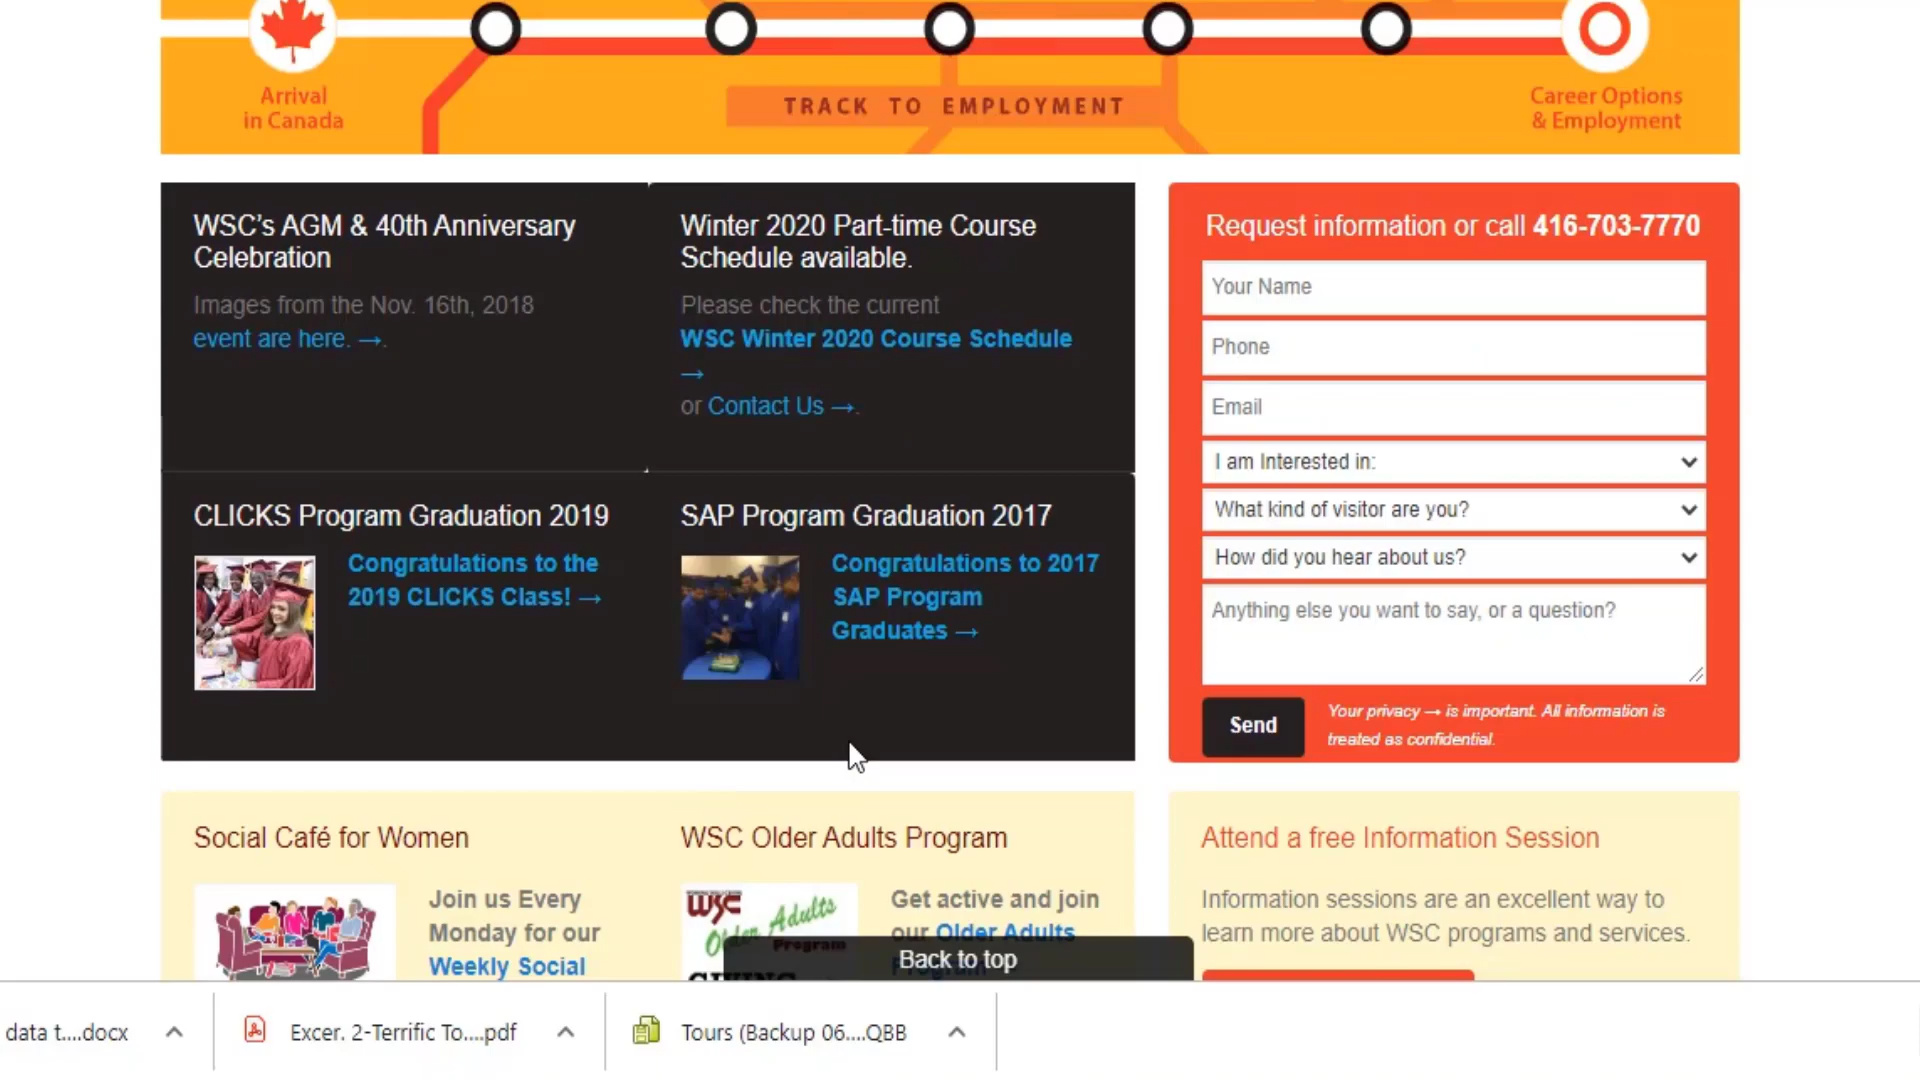 Arrival
in Canada
TRACK TO EMPLOYMENT
Career Options
& Employment
WSC's AGM & 40th Anniversary
Celebration
Images from the Nov. 16th, 2018
event are here. →.
Winter 2020 Part-time Course
Schedule available.
Please check the current
WSC Winter 2020 Course Schedule
→
or Contact Us →.
CLICKS Program Graduation 2019
Congratulations to the
2019 CLICKS Class! →
SAP Program Graduation 2017
Congratulations to 2017
SAP Program
Graduates →
Request information or call 416-703-7770
Your Name
Phone
Email
I am Interested in:
What kind of visitor are you?
How did you hear about us?
Anything else you want to say, or a question?
Send
Your privacy → is important. All information is
treated as confidential.
Social Café for Women
Join us Every
Monday for our
Weekly Social
WSC Older Adults Program
WSC
Older Adults
Program
Get active and join
our Older Adults
Program
Back to top
Attend a free Information Session
Information sessions are an excellent way to
learn more about WSC programs and services.
data t....docx
Excer. 2-Terrific To....pdf
Tours (Backup 06....QBB